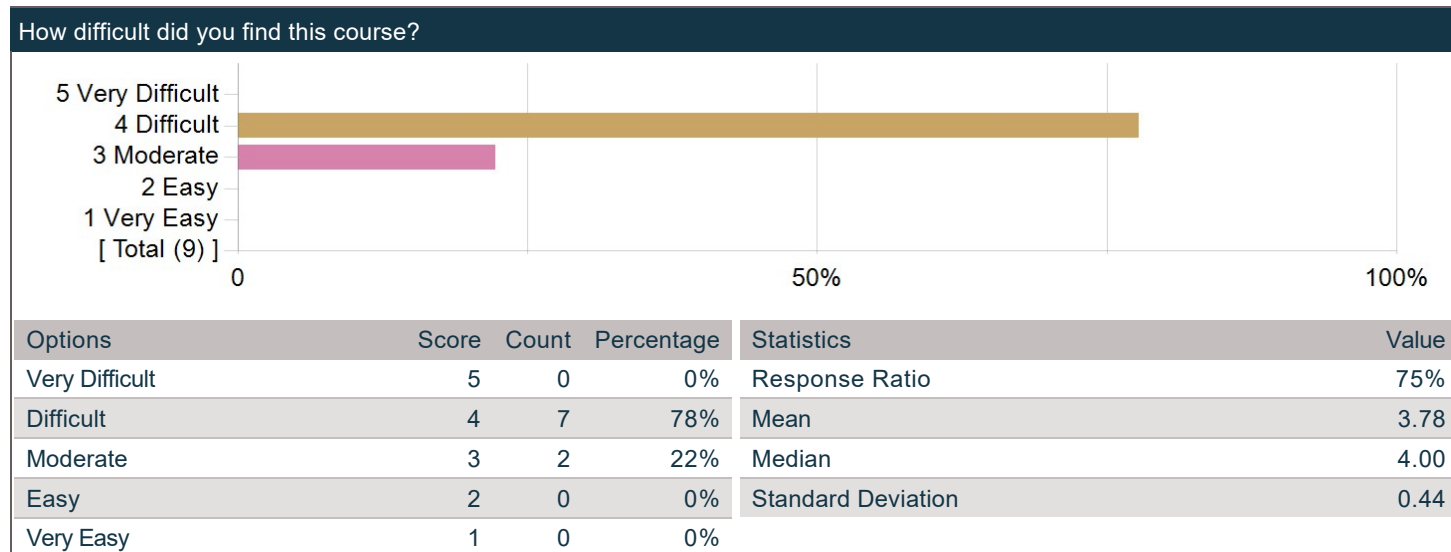 How difficult did you find this course?
5 Very Difficult
4 Difficult
3 Moderate
2 Easy
1 Very Easy
[ Total (9) ]
0 50% 100%
Options Score Count Percentage Statistics Value
Very Difficult 5 0 0% Response Ratio 75%
Difficult 4 7 78% Mean 3.78
Moderate 3 2 22% Median 4.00
Easy 2 0 0% Standard Deviation 0.44
Very Easy 1 0 0%